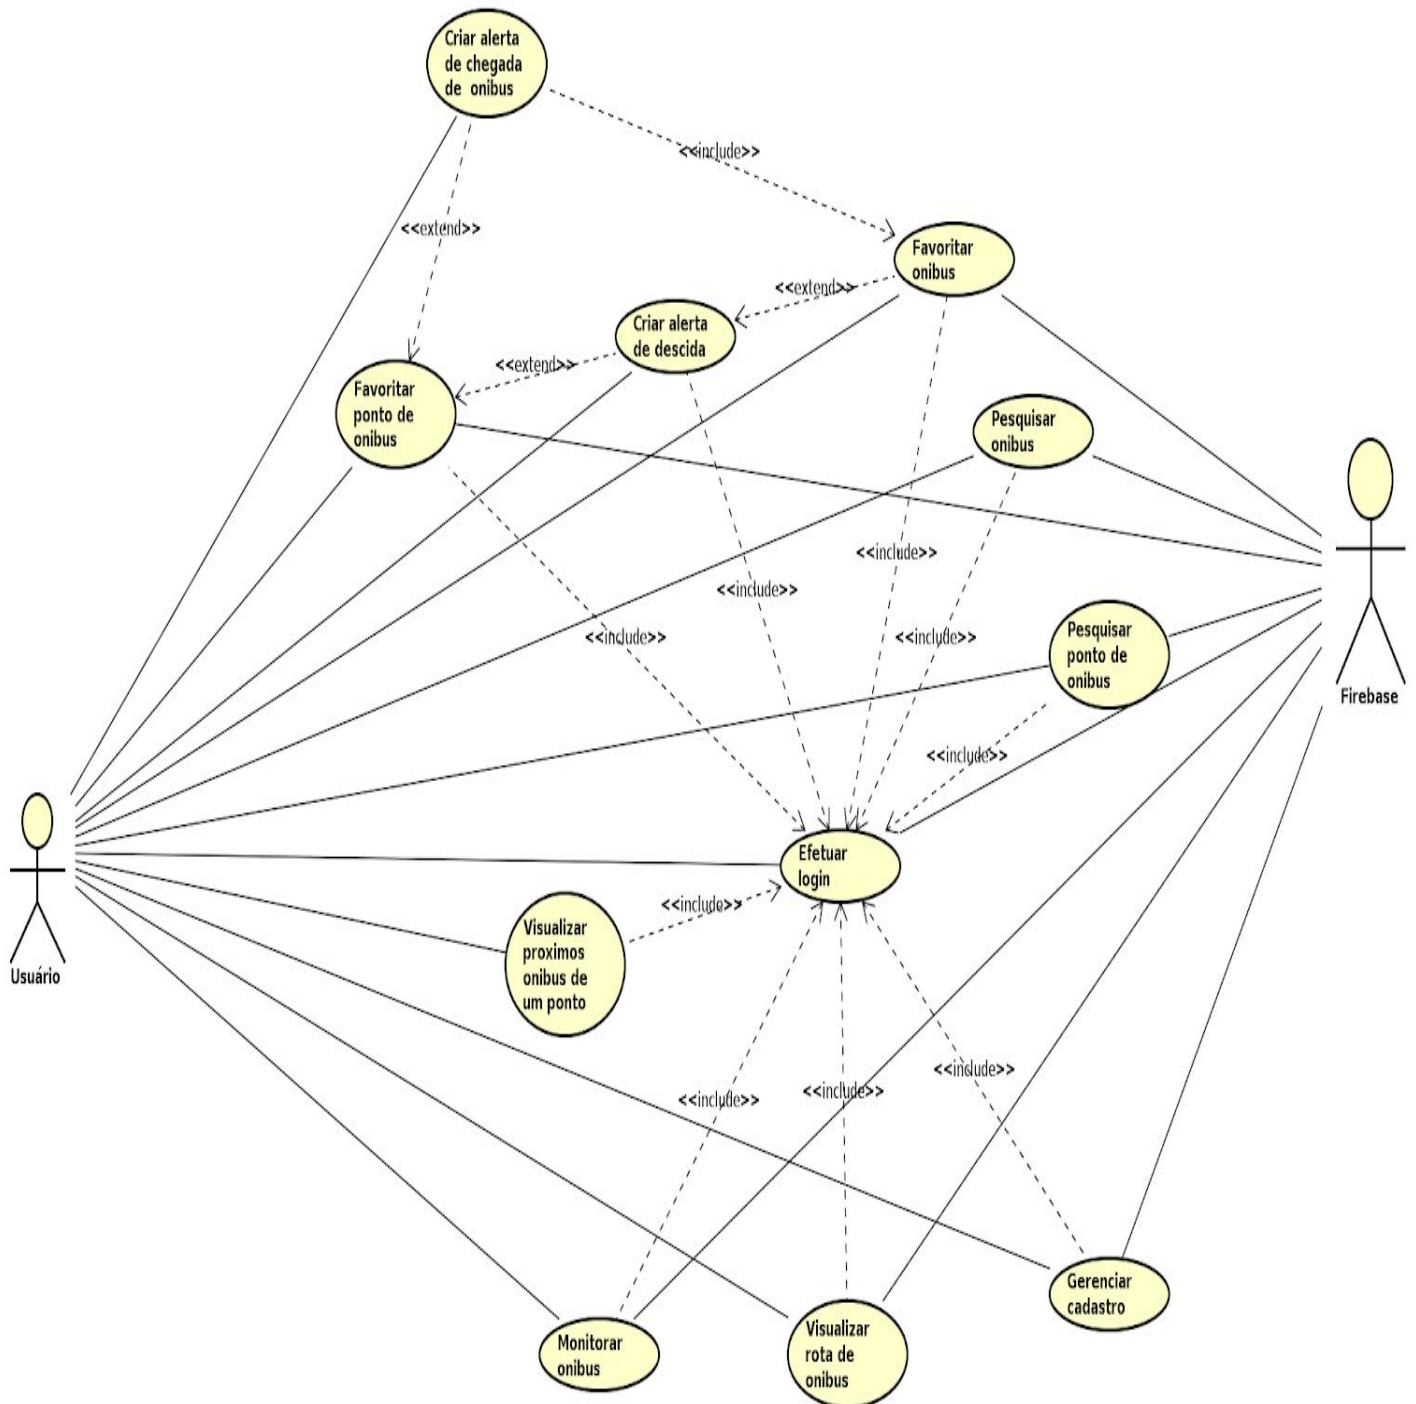 Criar alerta
de chegada
de onibus
<<include>>
<<extend>>
Favoritar
onibus
<<extend>>
Criar alerta
de descida
<<extend>>
Favoritar
ponto de
onibus
Pesquisar
onibus
<<include>>
<<include>>
<<include>>
<<include>>
Pesquisar
ponto de
onibus
Firebase
<<include>>
Efetuar
login
<<include>>
Visualizar
proximos
onibus de
um ponto
Usuário
<<include>>
<<include>>
<<include>>
Gerenciar
cadastro
Monitorar
onibus
Visualizar
rota de
onibus